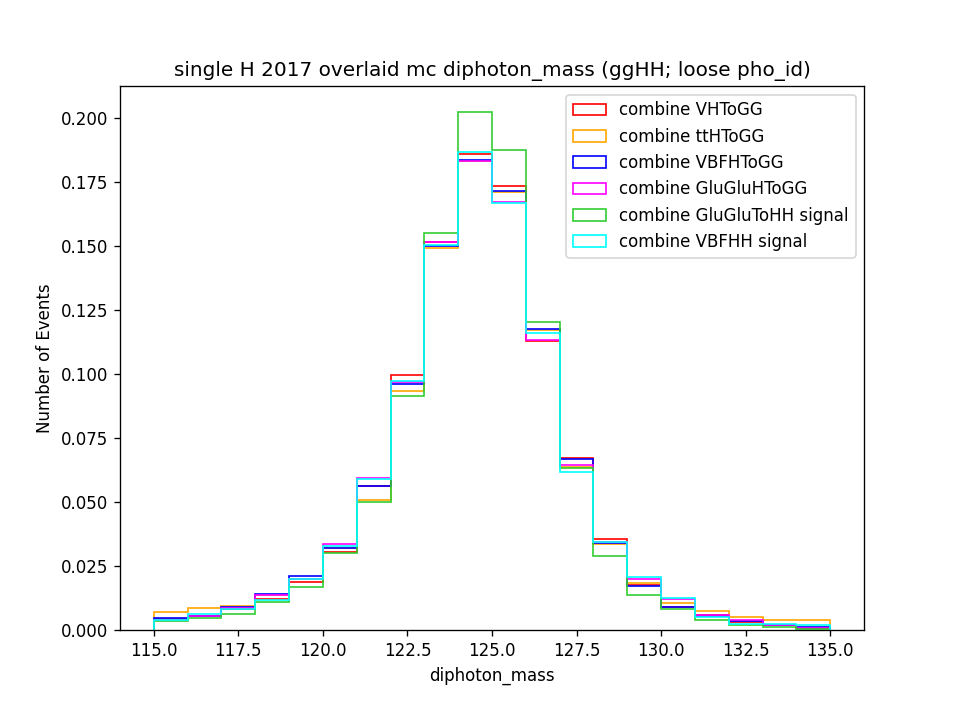 single H 2017 overlaid mc diphoton_mass (ggHH; loose pho_id)
combine VHToGG
combine ttHToGG
combine VBFHToGG
combine GluGluHToGG
combine GluGluToHH signal
combine VBFHH signal
Number of Events
0.200
0.175
0.150
0.125
0.100
0.075
0.050
0.025
0.000
115.0 117.5 120.0 122.5 125.0 127.5 130.0 132.5 135.0
diphoton_mass